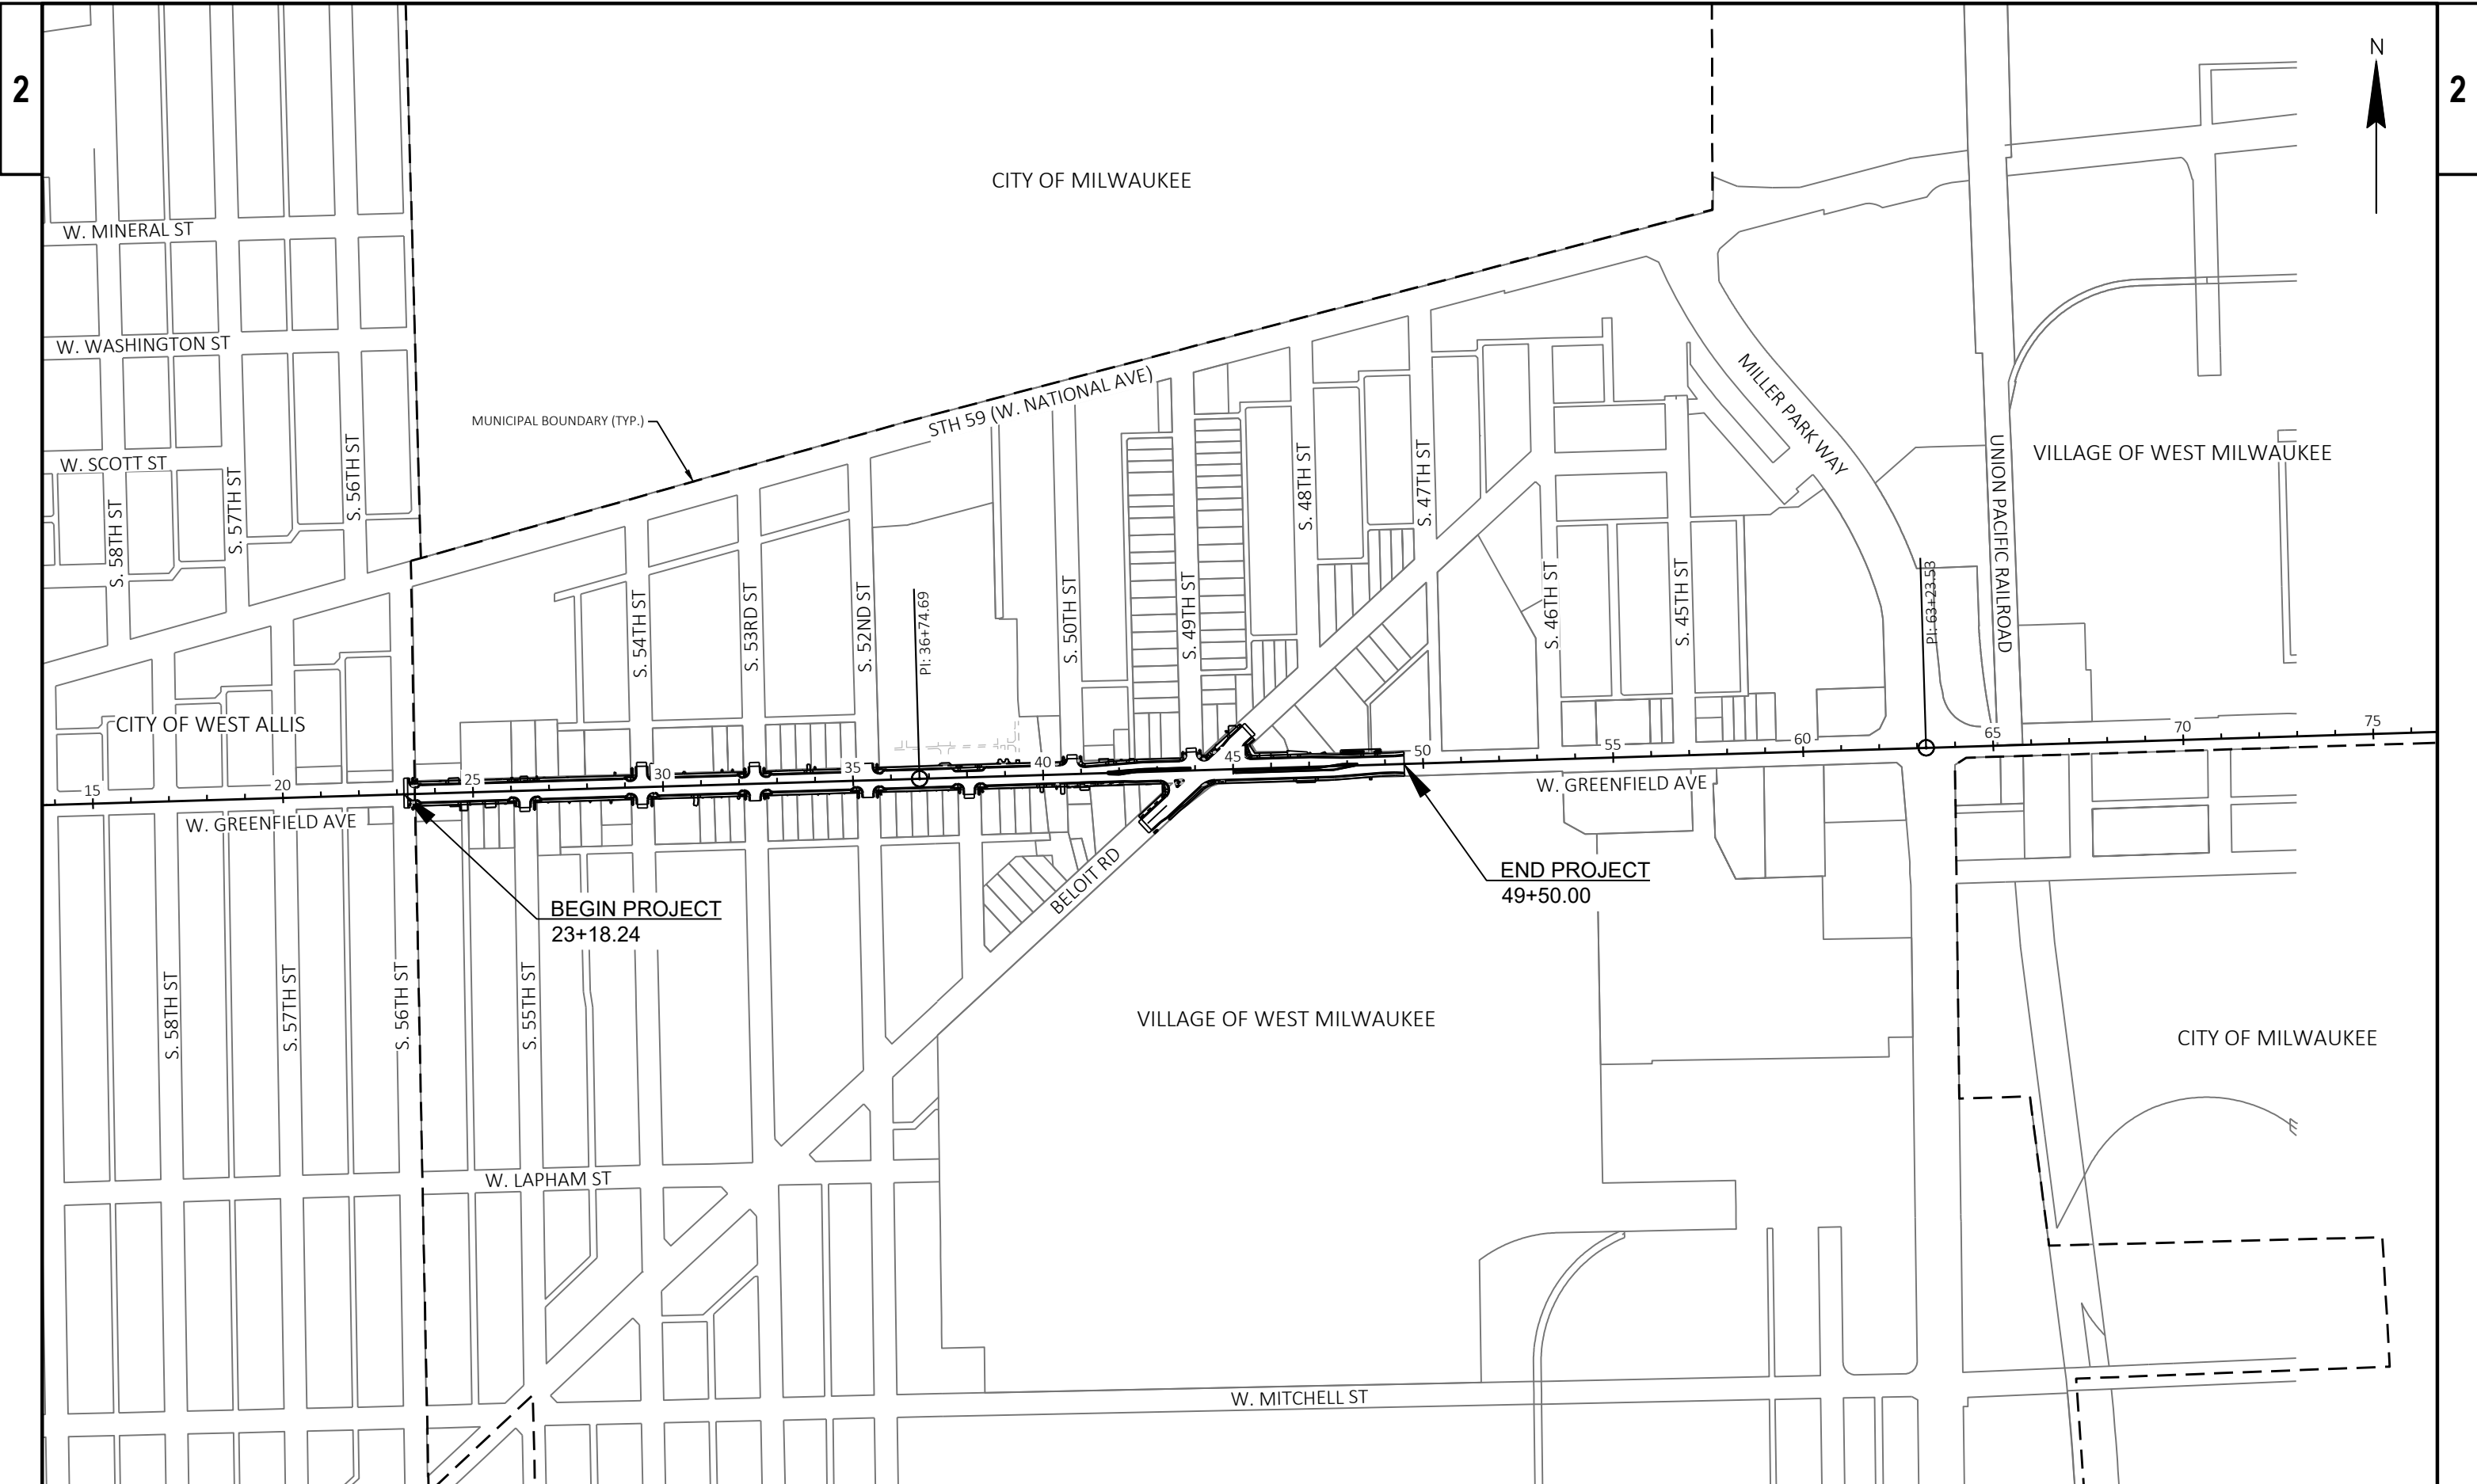 2
2
N
CITY OF MILWAUKEE
W. MINERAL ST
W. WASHINGTON ST
STH 59 (W. NATIONAL AVE)
MILLER PARK WAY
MUNICIPAL BOUNDARY (TYP.)
W. SCOTT ST
S. 58TH ST
S. 57TH ST
S. 56TH ST
S. 48TH ST
S. 47TH ST
UNION PACIFIC RAILROAD
VILLAGE OF WEST MILWAUKEE
S. 54TH ST
S. 53RD ST
S. 52ND ST
PI: 36+74.69
S. 50TH ST
S. 49TH ST
S. 46TH ST
S. 45TH ST
PI: 63+23.53
CITY OF WEST ALLIS
15
20
25
30
35
40
45
50
55
60
65
70
75
W. GREENFIELD AVE
W. GREENFIELD AVE
BEGIN PROJECT
23+18.24
BELOIT RD
END PROJECT
49+50.00
S. 58TH ST
S. 57TH ST
S. 56TH ST
S. 55TH ST
VILLAGE OF WEST MILWAUKEE
CITY OF MILWAUKEE
W. LAPHAM ST
W. MITCHELL ST